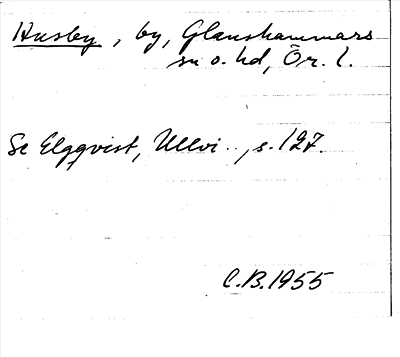 Husby, by, Glanshammars
sn o. hd, Ör. l.
Se Elgqvist, Ullvi.., s. 127.
C.B. 1955